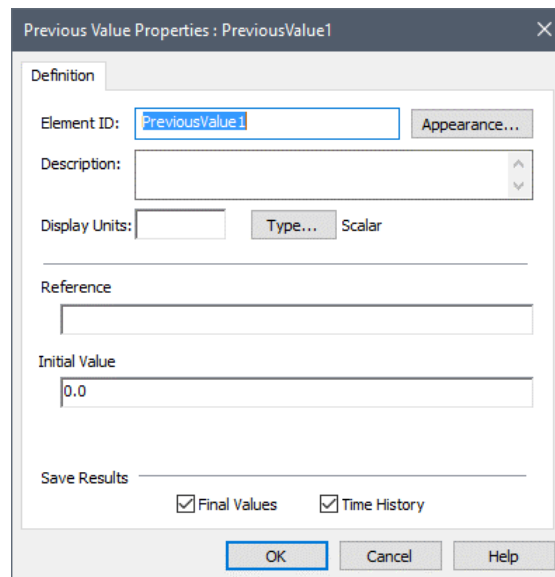 Previous Value Properties : PreviousValue1
Definition
Element ID: PreviousValue1 Appearance...
Description:
Display Units: Type... Scalar
Reference
Initial Value
0.0
Save Results
Final Values Time History
OK Cancel Help